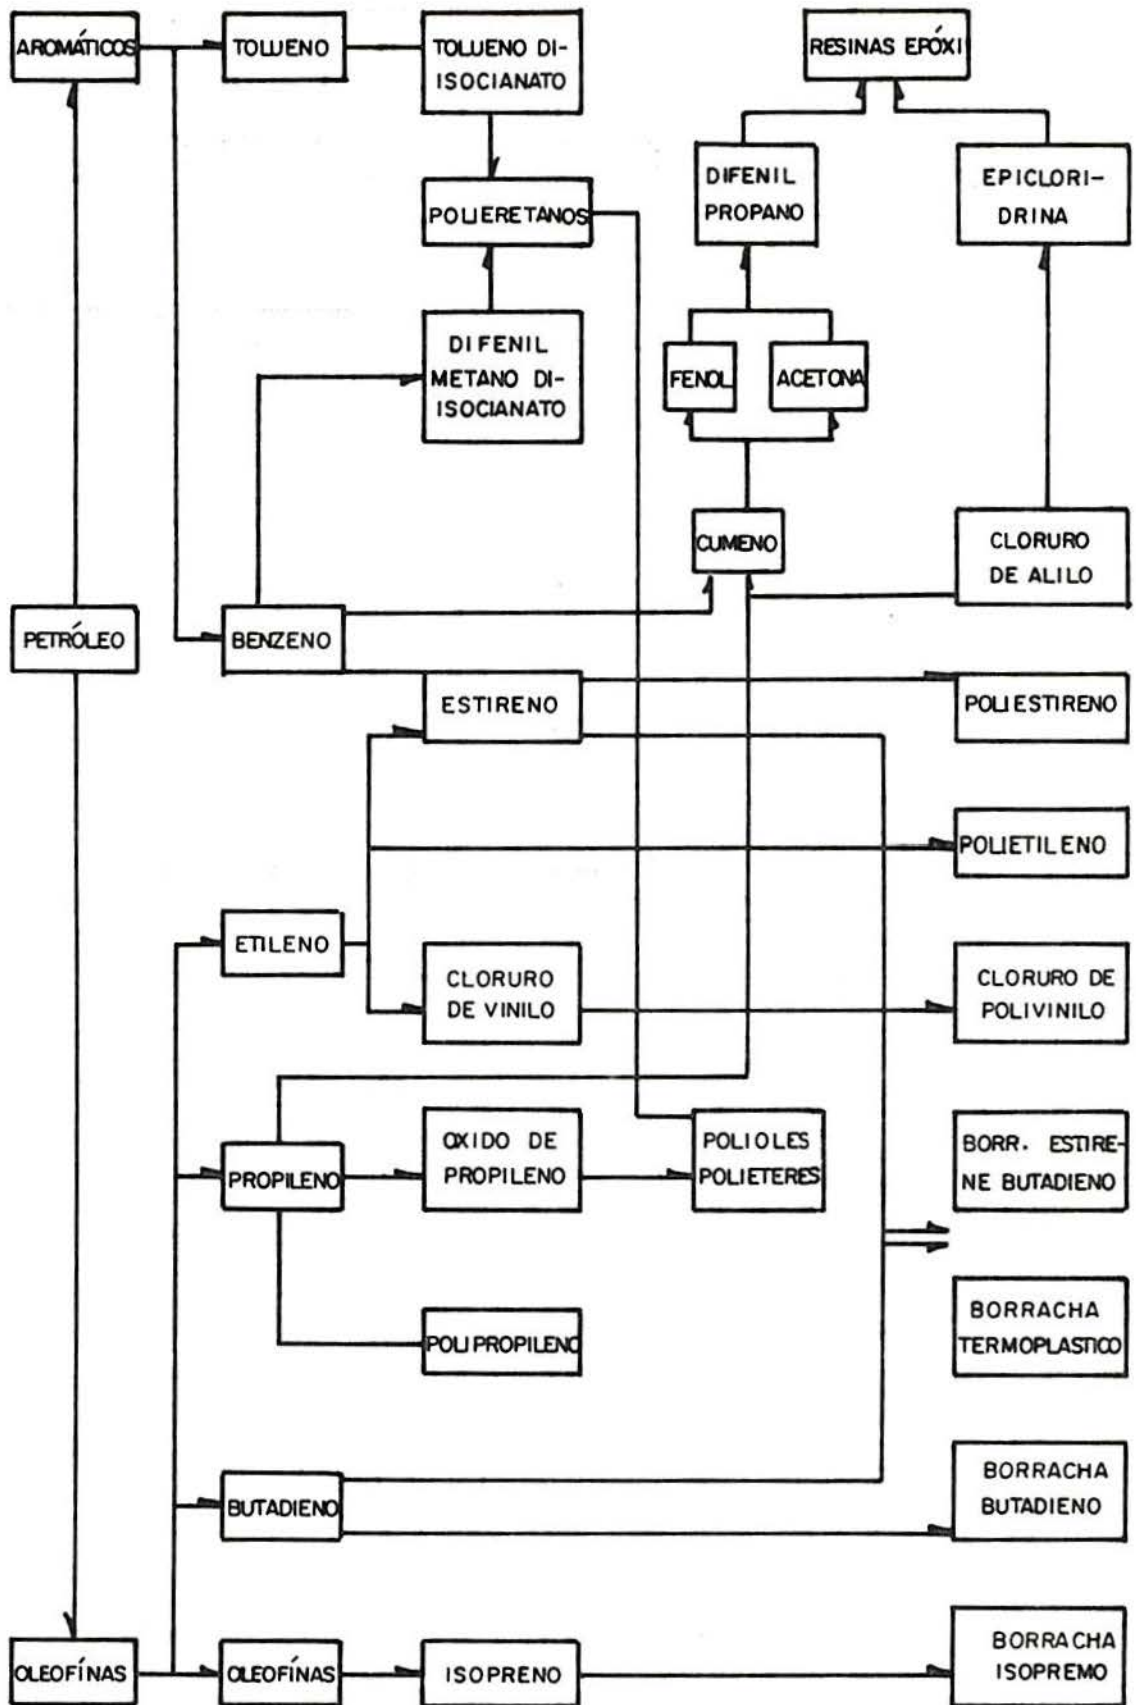 AROMÁTICOS
TOLUENO
TOLUENO DI-
ISOCIANATO
RESINAS EPÓXI
DIFENIL
PROPANO
EPICLORI-
DRINA
POLIERETANOS
DIFENIL
METANO DI-
ISOCIANATO
FENOL
ACETONA
CUMENO
CLORURO
DE ALILO
PETRÓLEO
BENZENO
ESTIRENO
POLIESTIRENO
POLIETILENO
ETILENO
CLORURO
DE VINILO
CLORURO DE
POLIVINILO
PROPILENO
OXIDO DE
PROPILENO
POLIOLES
POLIETERES
BORR. ESTIRE-
NE BUTADIENO
POLIPROPILENO
BORRACHA
TERMOPLASTICO
BUTADIENO
BORRACHA
BUTADIENO
OLEOFÍNAS
OLEOFÍNAS
ISOPRENO
BORRACHA
ISOPREMO